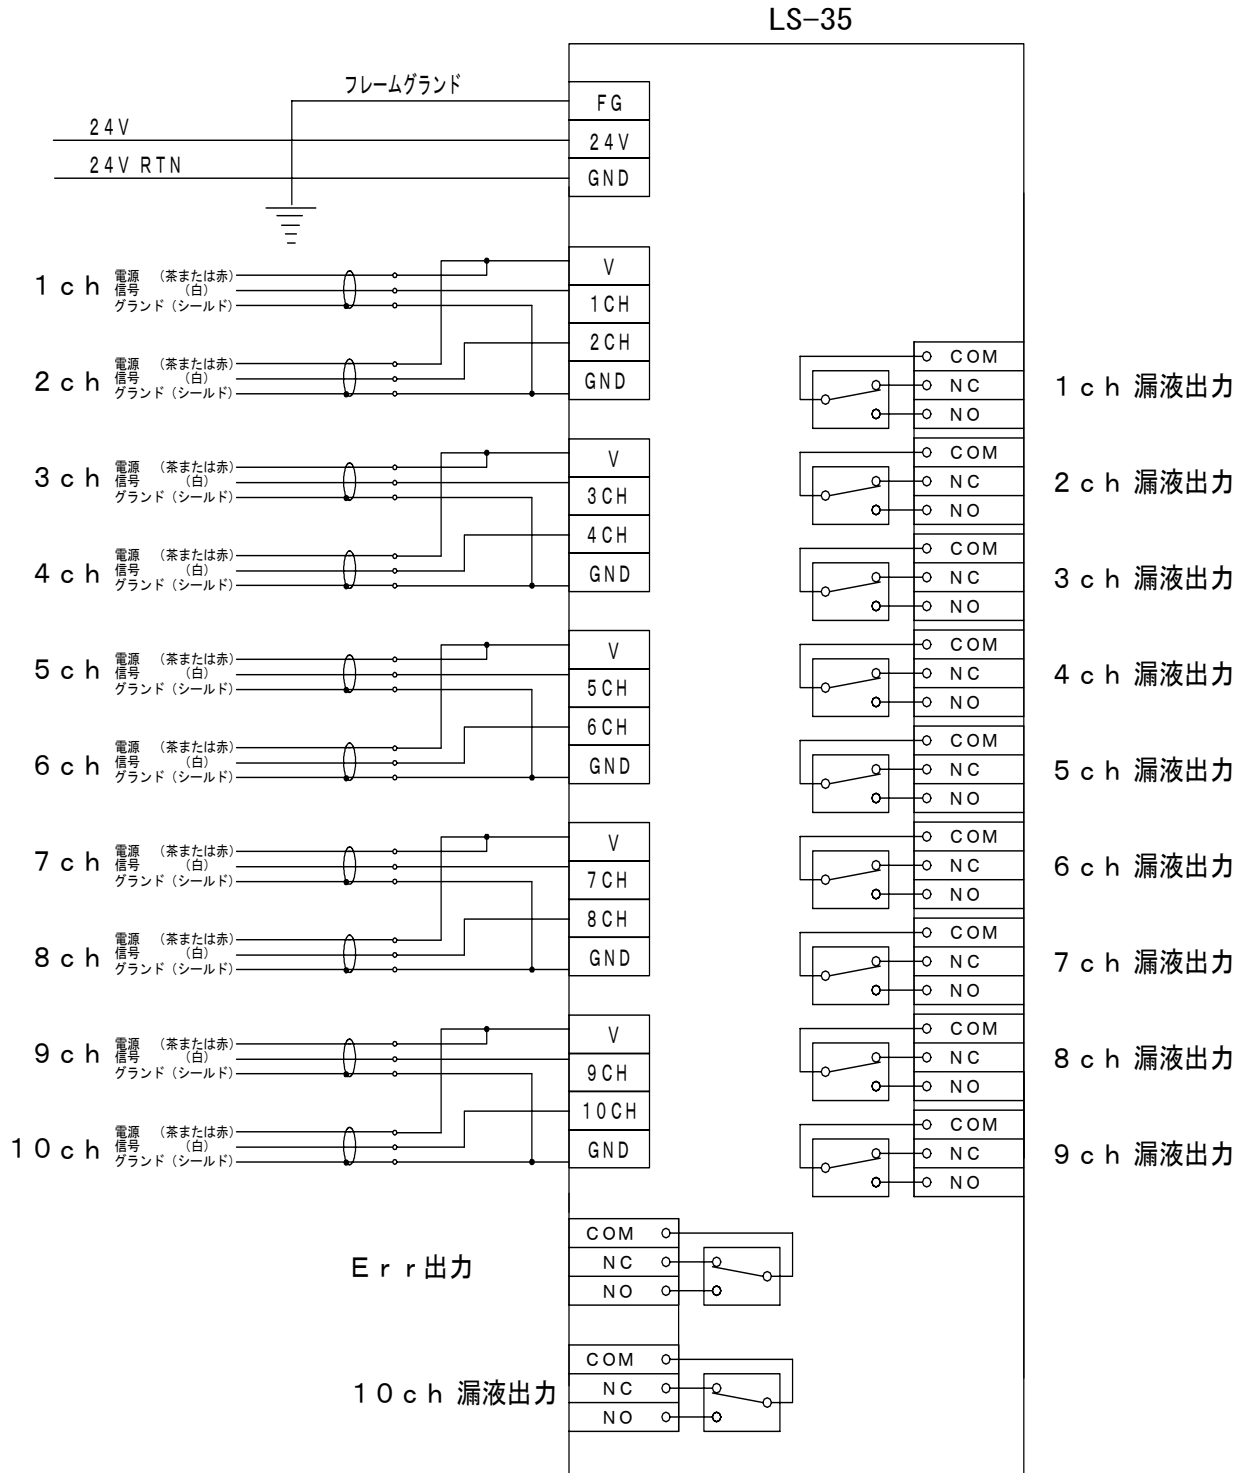 LS-35
フレームグランド
FG
24V
24V
24V RTN
GND
1ch
電源 (茶または赤)
信号 (白)
グランド (シールド)
V
1CH
2CH
GND
2ch
電源 (茶または赤)
信号 (白)
グランド (シールド)
3ch
電源 (茶または赤)
信号 (白)
グランド (シールド)
V
3CH
4CH
GND
4ch
電源 (茶または赤)
信号 (白)
グランド (シールド)
5ch
電源 (茶または赤)
信号 (白)
グランド (シールド)
V
5CH
6CH
GND
6ch
電源 (茶または赤)
信号 (白)
グランド (シールド)
7ch
電源 (茶または赤)
信号 (白)
グランド (シールド)
V
7CH
8CH
GND
8ch
電源 (茶または赤)
信号 (白)
グランド (シールド)
9ch
電源 (茶または赤)
信号 (白)
グランド (シールド)
V
9CH
10CH
GND
10ch
電源 (茶または赤)
信号 (白)
グランド (シールド)
COM
NC
NO
1ch 漏液出力
COM
NC
NO
2ch 漏液出力
COM
NC
NO
3ch 漏液出力
COM
NC
NO
4ch 漏液出力
COM
NC
NO
5ch 漏液出力
COM
NC
NO
6ch 漏液出力
COM
NC
NO
7ch 漏液出力
COM
NC
NO
8ch 漏液出力
COM
NC
NO
9ch 漏液出力
Err出力
COM
NC
NO
10ch 漏液出力
COM
NC
NO